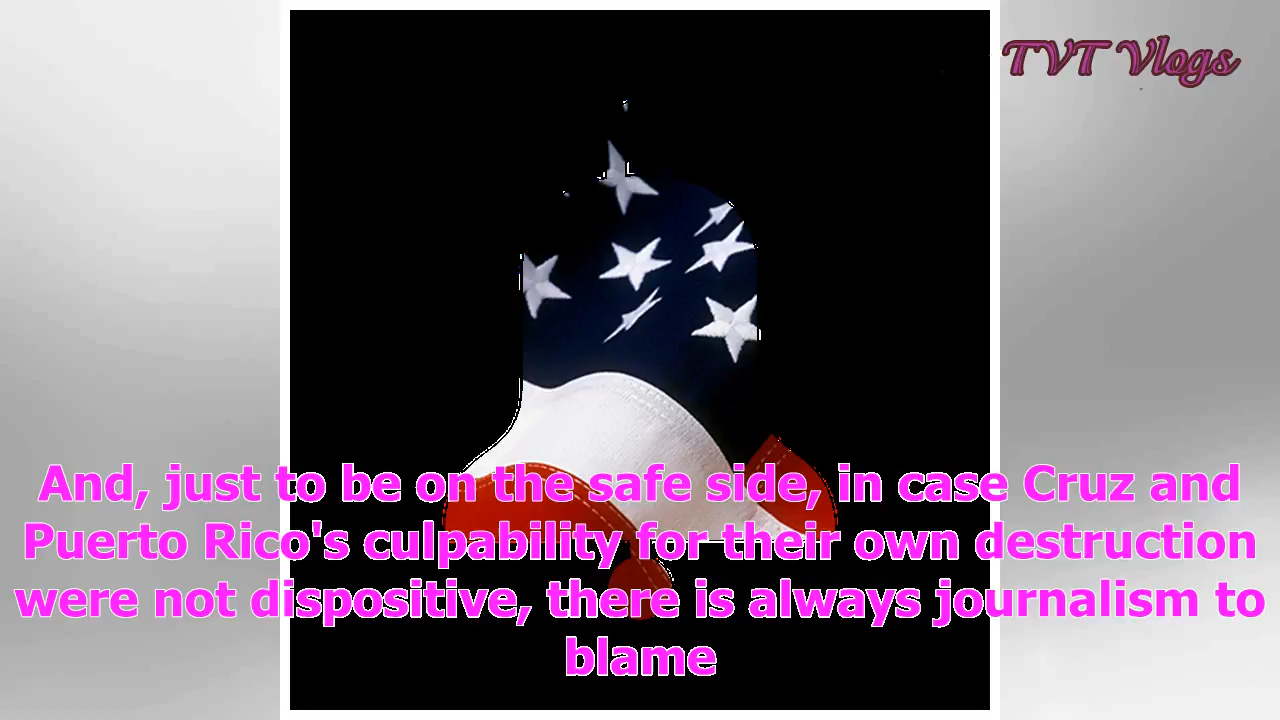 TVT Vlogs
And, just to be on the safe side, in case Cruz and
Puerto Rico's culpability for their own destruction
were not dispositive, there is always journalism to
blame